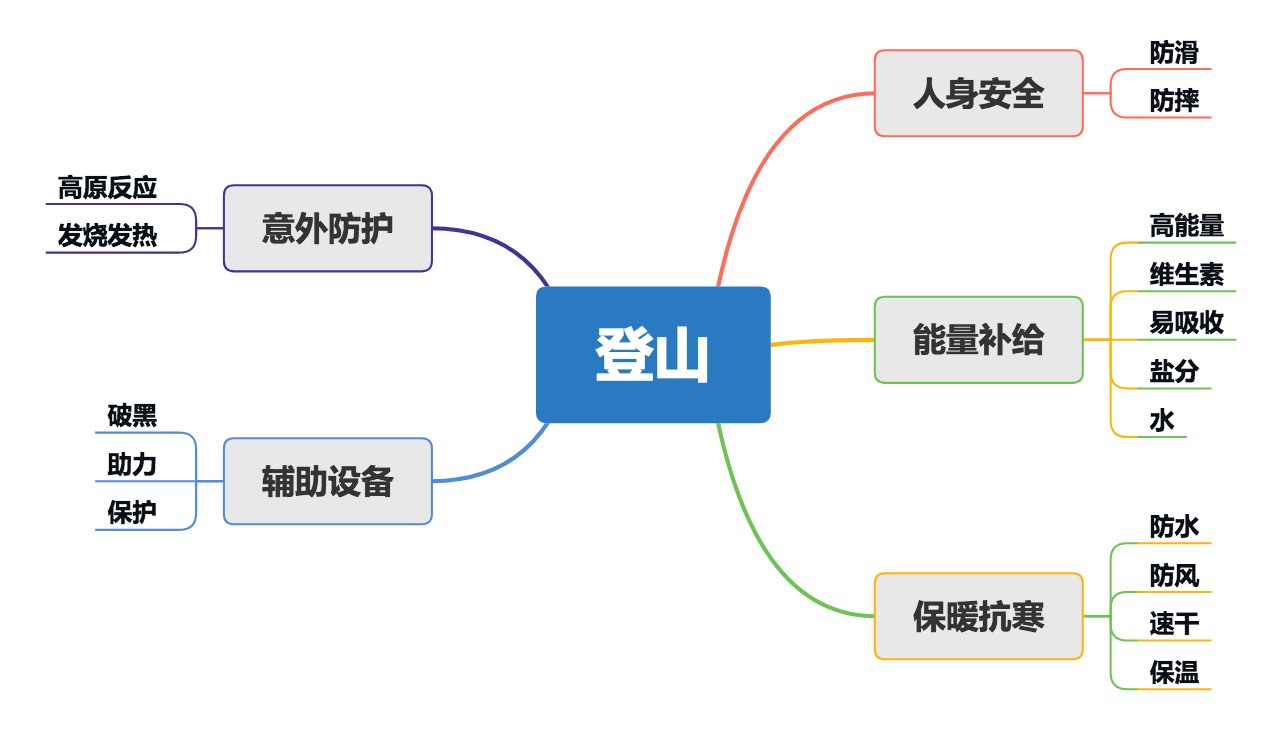 登山
人身安全
防滑
防摔
能量补给
高能量
维生素
易吸收
盐分
水
保暖抗寒
防水
防风
速干
保温
意外防护
高原反应
发烧发热
辅助设备
破黑
助力
保护